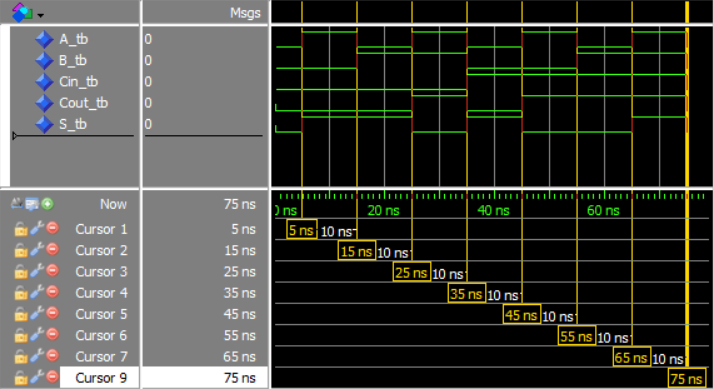 Msgs
A_tb 0
B_tb 0
Cin_tb 0
Cout_tb 0
S_tb 0
Now 75 ns 0 ns 20 ns 40 ns 60 ns
Cursor 1 5 ns 5 ns 10 ns
Cursor 2 15 ns 15 ns 10 ns
Cursor 3 25 ns 25 ns 10 ns
Cursor 4 35 ns 35 ns 10 ns
Cursor 5 45 ns 45 ns 10 ns
Cursor 6 55 ns 55 ns 10 ns
Cursor 7 65 ns 65 ns 10 ns
Cursor 9 75 ns 75 ns